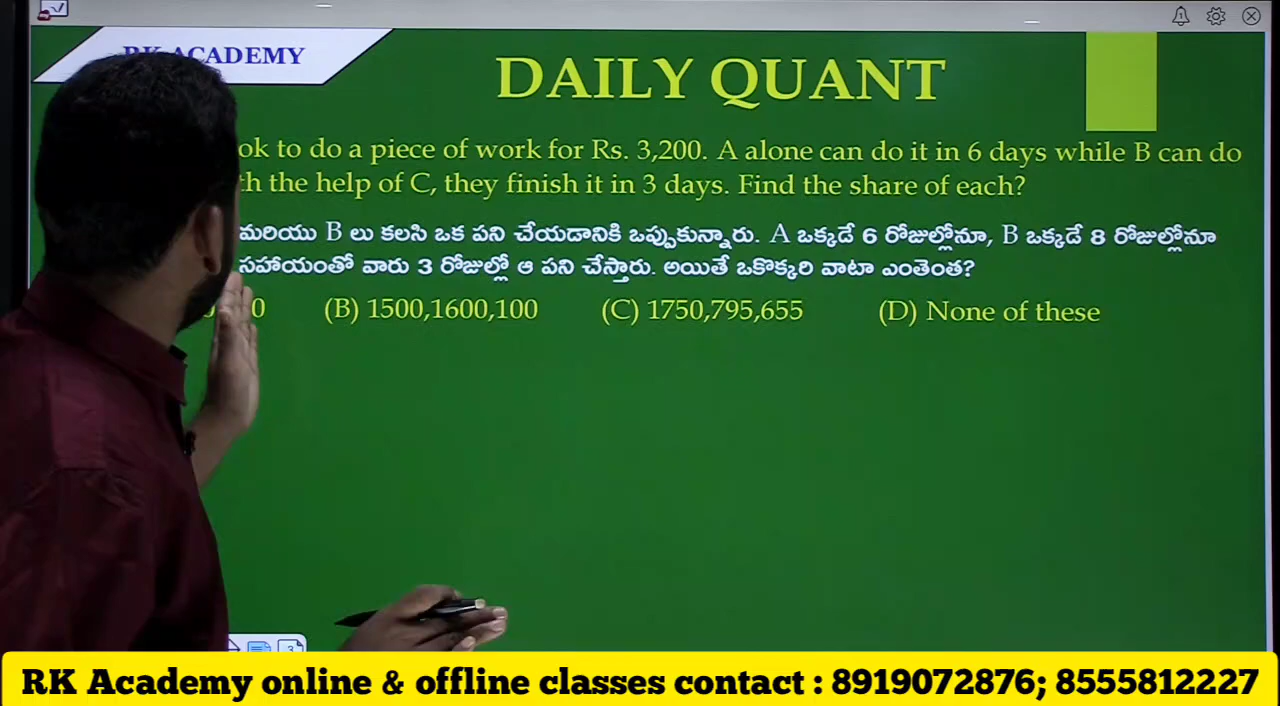 RK ACADEMY
DAILY QUANT
ok to do a piece of work for Rs. 3,200. A alone can do it in 6 days while B can do
the help of C, they finish it in 3 days. Find the share of each?
మరియు B లు కలసి ఒక పని చేయడానికి ఒప్పుకున్నారు. A ఒక్కడే 6 రోజుల్లోనూ, B ఒక్కడే 8 రోజుల్లోనూ
సహాయంతో వారు 3 రోజుల్లో ఆ పని చేస్తారు. అయితే ఒకొక్కరి వాటా ఎంతెంత?
0 (B) 1500,1600,100 (C) 1750,795,655 (D) None of these
RK Academy online & offline classes contact : 8919072876; 8555812227